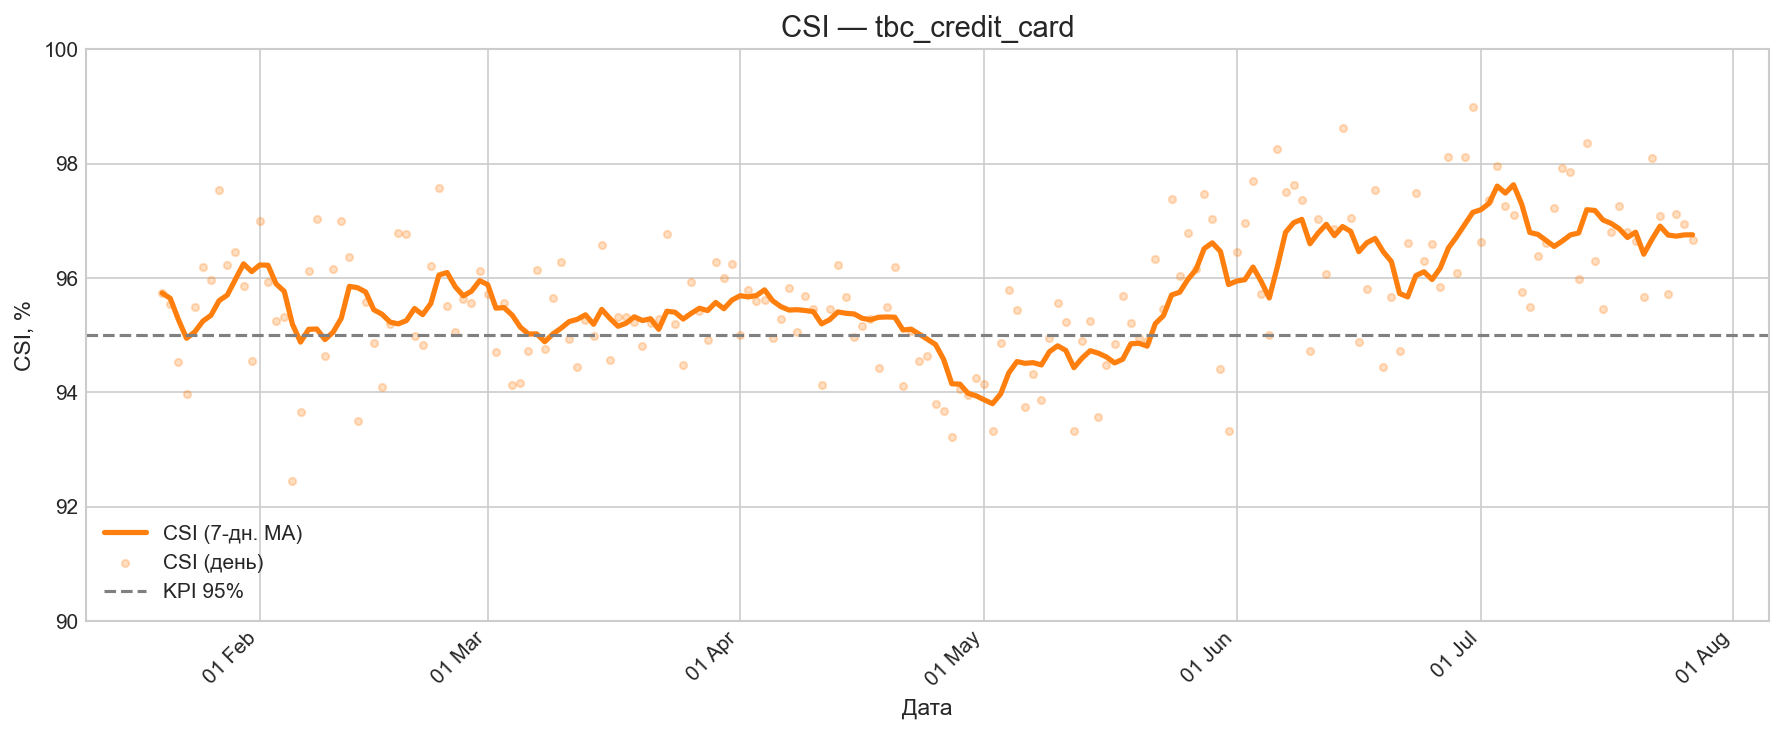 CSI — tbc_credit_card
100
98
96
94
92
90
CSI, %
CSI (7-дн. MA)
CSI (день)
KPI 95%
01 Feb
01 Mar
01 Apr
01 May
01 Jun
01 Jul
01 Aug
Дата